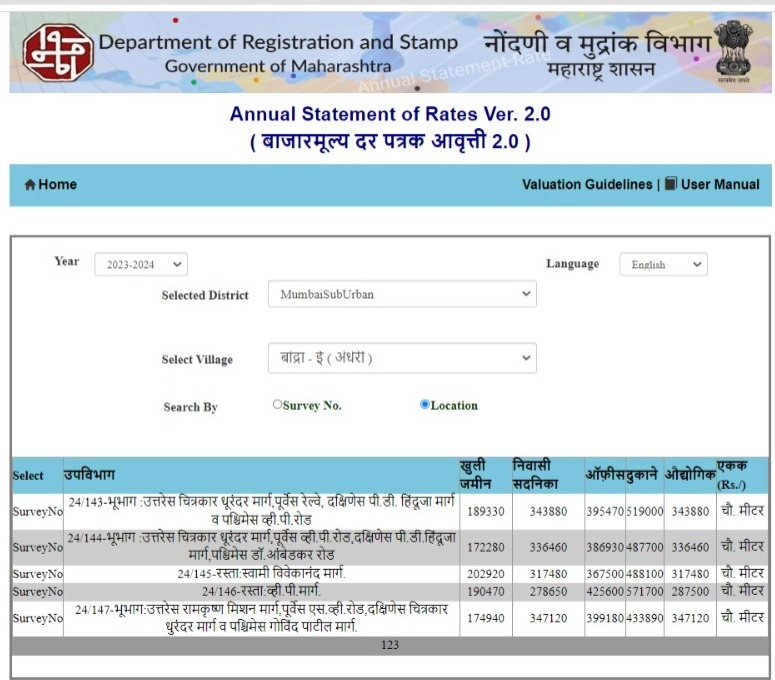 Department of Registration and Stamp
Government of Maharashtra
नोंदणी व मुद्रांक विभाग
महाराष्ट्र शासन
Annual Statement Rate
Annual Statement of Rates Ver. 2.0
( बाजारमूल्य दर पत्रक आवृत्ती 2.0 )
Home
Valuation Guidelines | User Manual
Year 2023-2024 Language English
Selected District MumbaiSubUrban
Select Village बांद्रा - ई ( अंधेरी )
Search By Survey No. Location
Select उपविभाग खुली जमीन निवासी सदनिका ऑफ़ीस दुकाने औद्योगिक एकक (Rs./)
SurveyNo 24/143-भूभाग :उत्तरेस चित्रकार धूरंदर मार्ग,पूर्वेस रेल्वे, दक्षिणेस पी.डी. हिंदूजा मार्ग 189330 343880 395470 519000 343880 चौ. मीटर
व पश्चिमेस व्ही.पी.रोड
SurveyNo 24/144-भूभाग :उत्तरेस चित्रकार धूरंदर मार्ग,पूर्वेस व्ही.पी.रोड,दक्षिणेस पी.डी.हिंदूजा 172280 336460 386930 487700 336460 चौ. मीटर
मार्ग,पश्चिमेस डॉ.आंबेडकर रोड
SurveyNo 24/145-रस्ता:स्वामी विवेकानंद मार्ग. 202920 317480 367500 488100 317480 चौ. मीटर
SurveyNo 24/146-रस्ता:व्ही.पी.मार्ग. 190470 278650 425600 571700 287500 चौ. मीटर
SurveyNo 24/147-भूभाग:उत्तरेस रामकृष्ण मिशन मार्ग,पूर्वेस एस.व्ही.रोड,दक्षिणेस चित्रकार 174940 347120 399180 433890 347120 चौ. मीटर
धुरंदर मार्ग व पश्चिमेस गोविंद पाटील मार्ग.
123